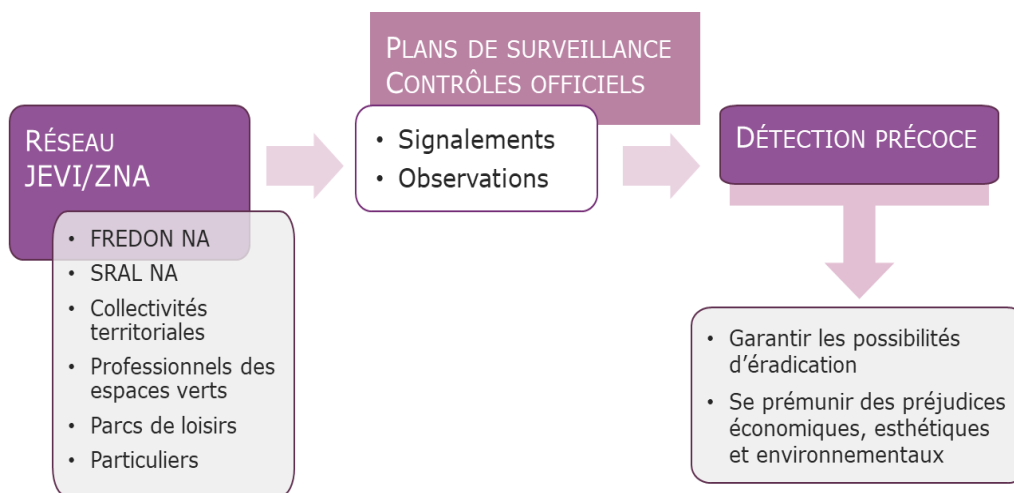 PLANS DE SURVEILLANCE
CONTRÔLES OFFICIELS
RÉSEAU
JEVI/ZNA
• Signalements
• Observations
DÉTECTION PRÉCOCE
• FREDON NA
• SRAL NA
• Collectivités
territoriales
• Professionnels des
espaces verts
• Parcs de loisirs
• Particuliers
• Garantir les possibilités
d’éradication
• Se prémunir des préjudices
économiques, esthétiques
et environnementaux